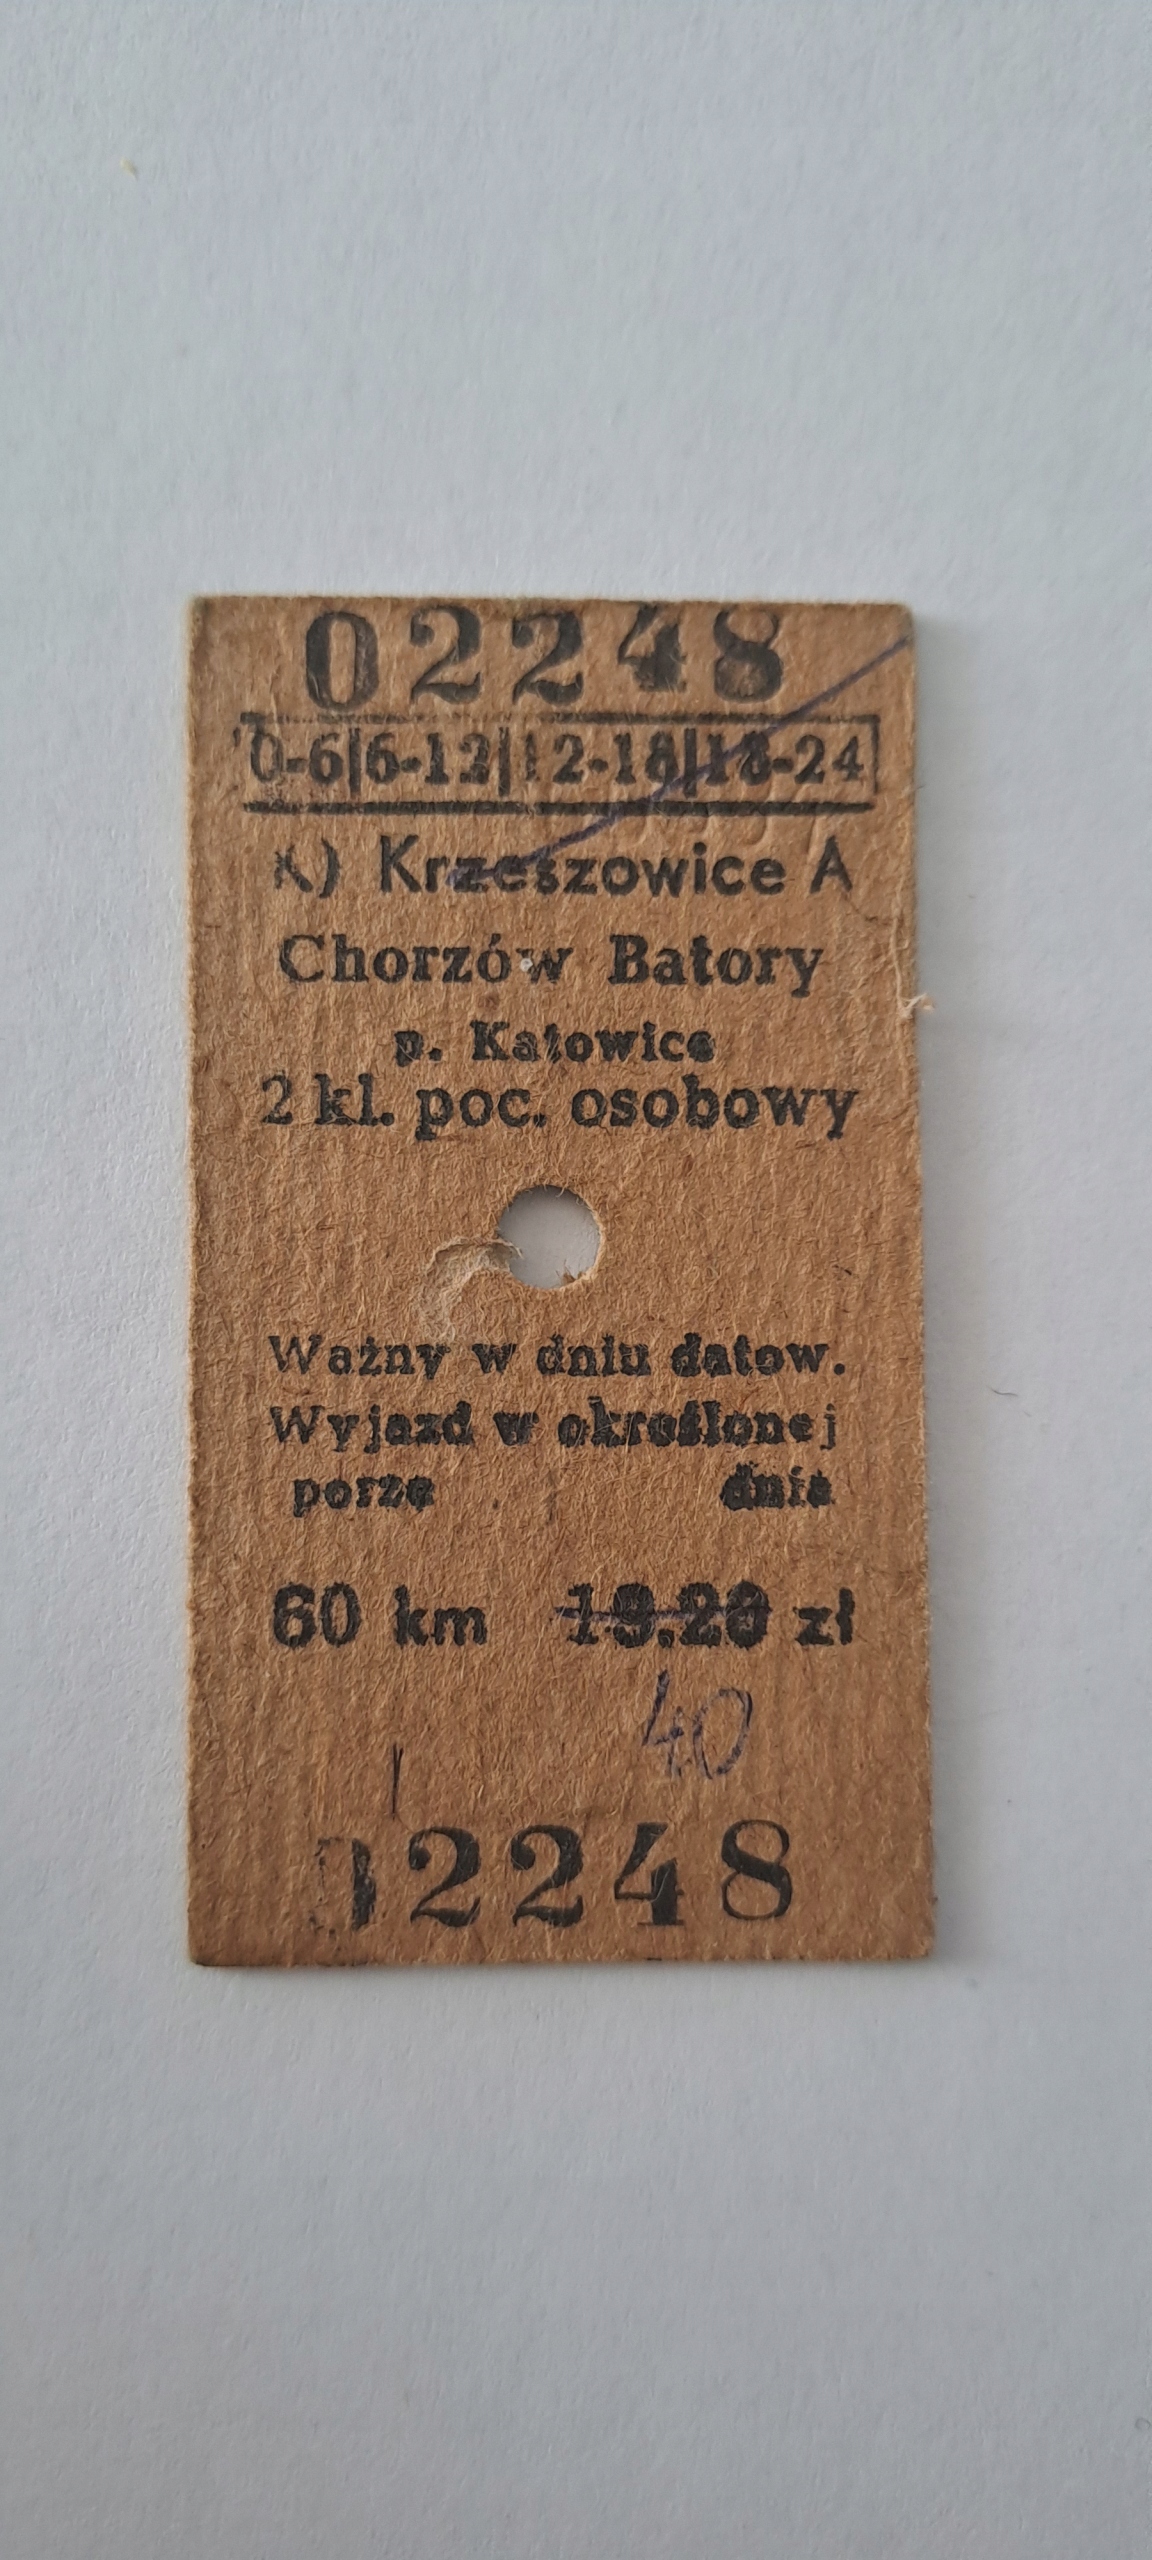 02248
0-6|6-12|12-18|18-24
K) Krzeszowice A
Chorzów Batory
p. Katowice
2 kl. poc. osobowy
Ważny w dniu datow.
Wyjazd w określonej
porze dnia
60 km 19.20 zł
40
02248